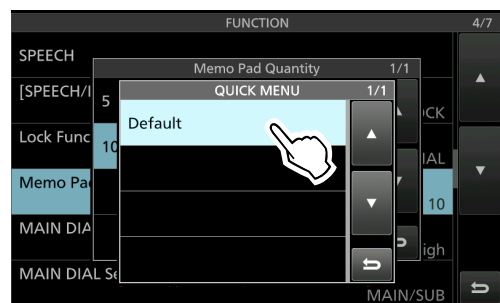 FUNCTION 4/7
SPEECH
Memo Pad Quantity 1/1
[SPEECH/
QUICK MENU 1/1
5
CK
Default
Lock Func
10
IAL
Memo Pa
10
MAIN DIA
igh
MAIN DIAL Se
MAIN/SUB